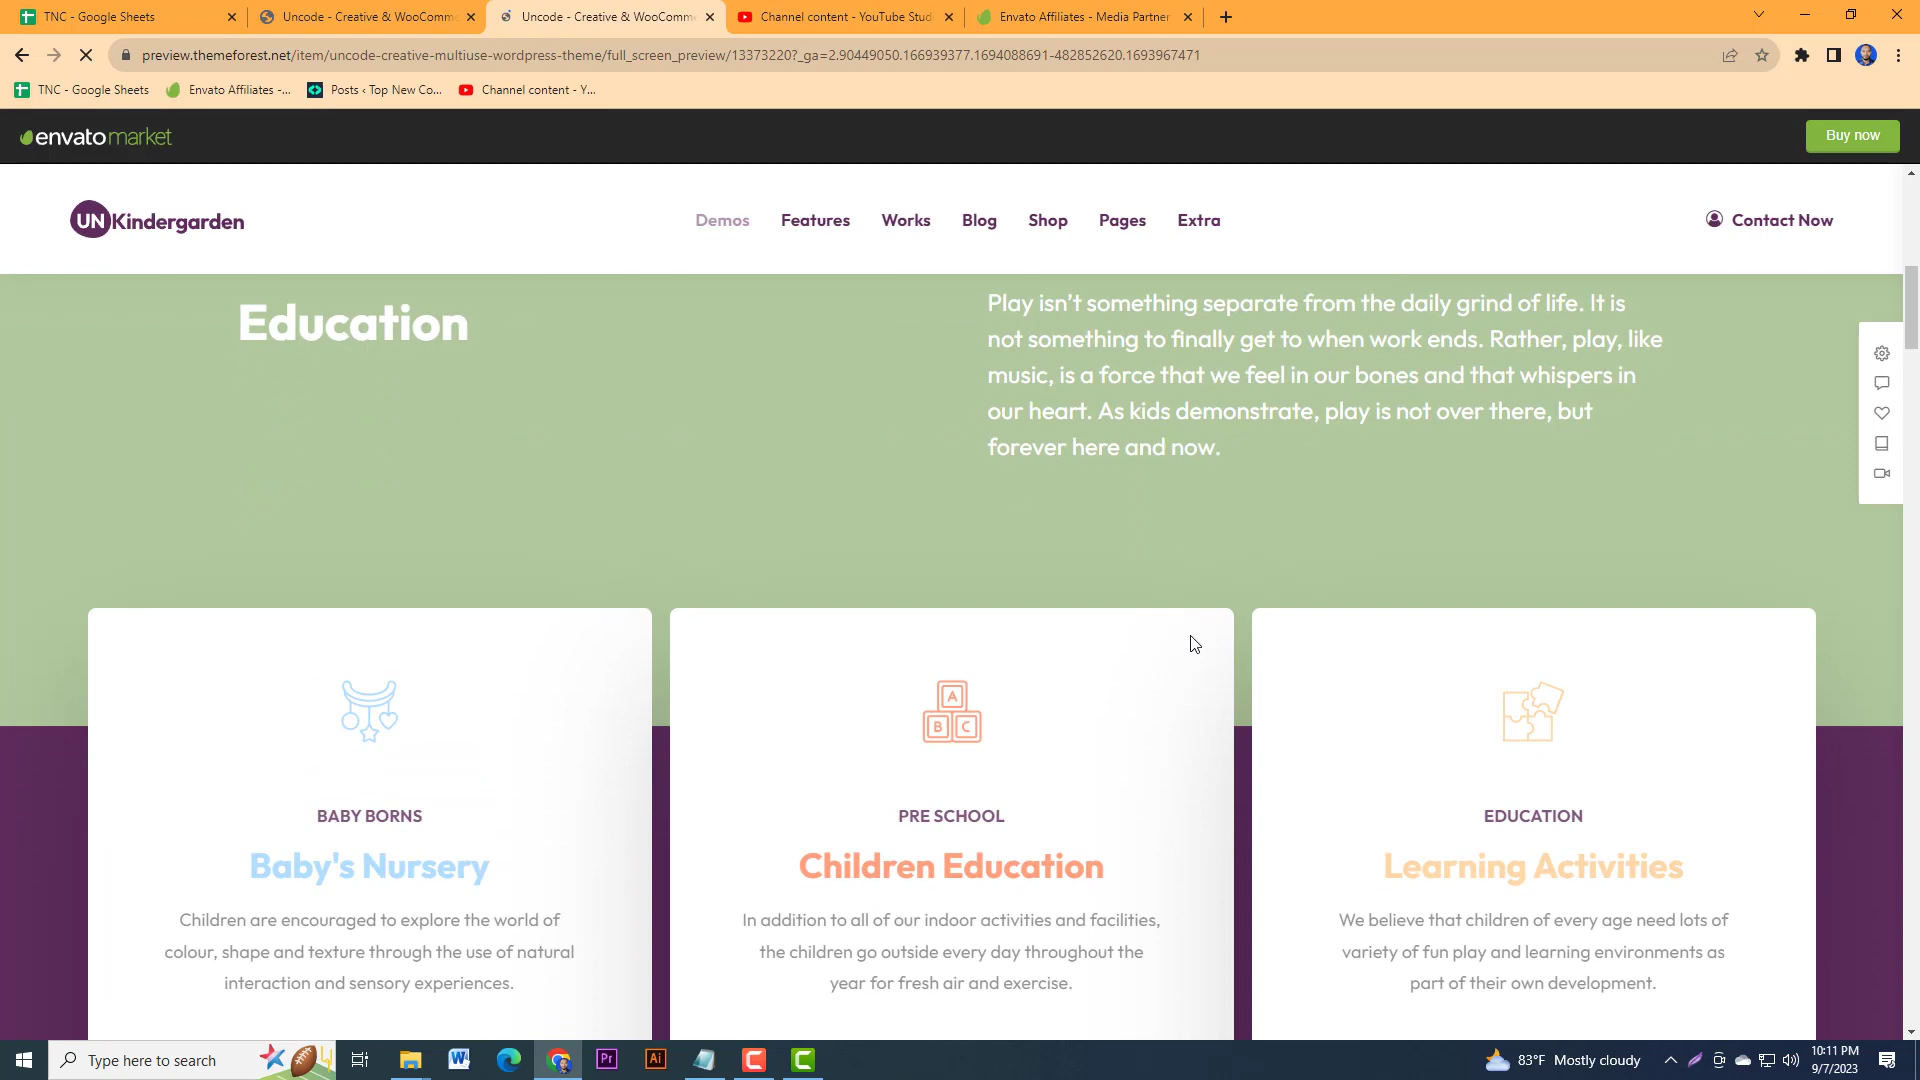 TNC - Google Sheets
Uncode - Creative & WooComm
Uncode - Creative & WooComm
Channel content - YouTube Stud
Envato Affiliates - Media Partner
preview.themeforest.net/item/uncode-creative-multiuse-wordpress-theme/full_screen_preview/13373220?_ga=2.90449050.166939377.1694088691-482852620.1693967471
TNC - Google Sheets
Envato Affiliates -...
Posts ‹ Top New Co...
Channel content - Y...
envatomarket
Buy now
UN Kindergarden
Demos
Features
Works
Blog
Shop
Pages
Extra
Contact Now
Education
Play isn’t something separate from the daily grind of life. It is
not something to finally get to when work ends. Rather, play, like
music, is a force that we feel in our bones and that whispers in
our heart. As kids demonstrate, play is not over there, but
forever here and now.
A
B C
BABY BORNS
Baby's Nursery
Children are encouraged to explore the world of
colour, shape and texture through the use of natural
interaction and sensory experiences.
PRE SCHOOL
Children Education
In addition to all of our indoor activities and facilities,
the children go outside every day throughout the
year for fresh air and exercise.
EDUCATION
Learning Activities
We believe that children of every age need lots of
variety of fun play and learning environments as
part of their own development.
Type here to search
W
Pr
Ai
C
C
83°F Mostly cloudy
10:11 PM
9/7/2023